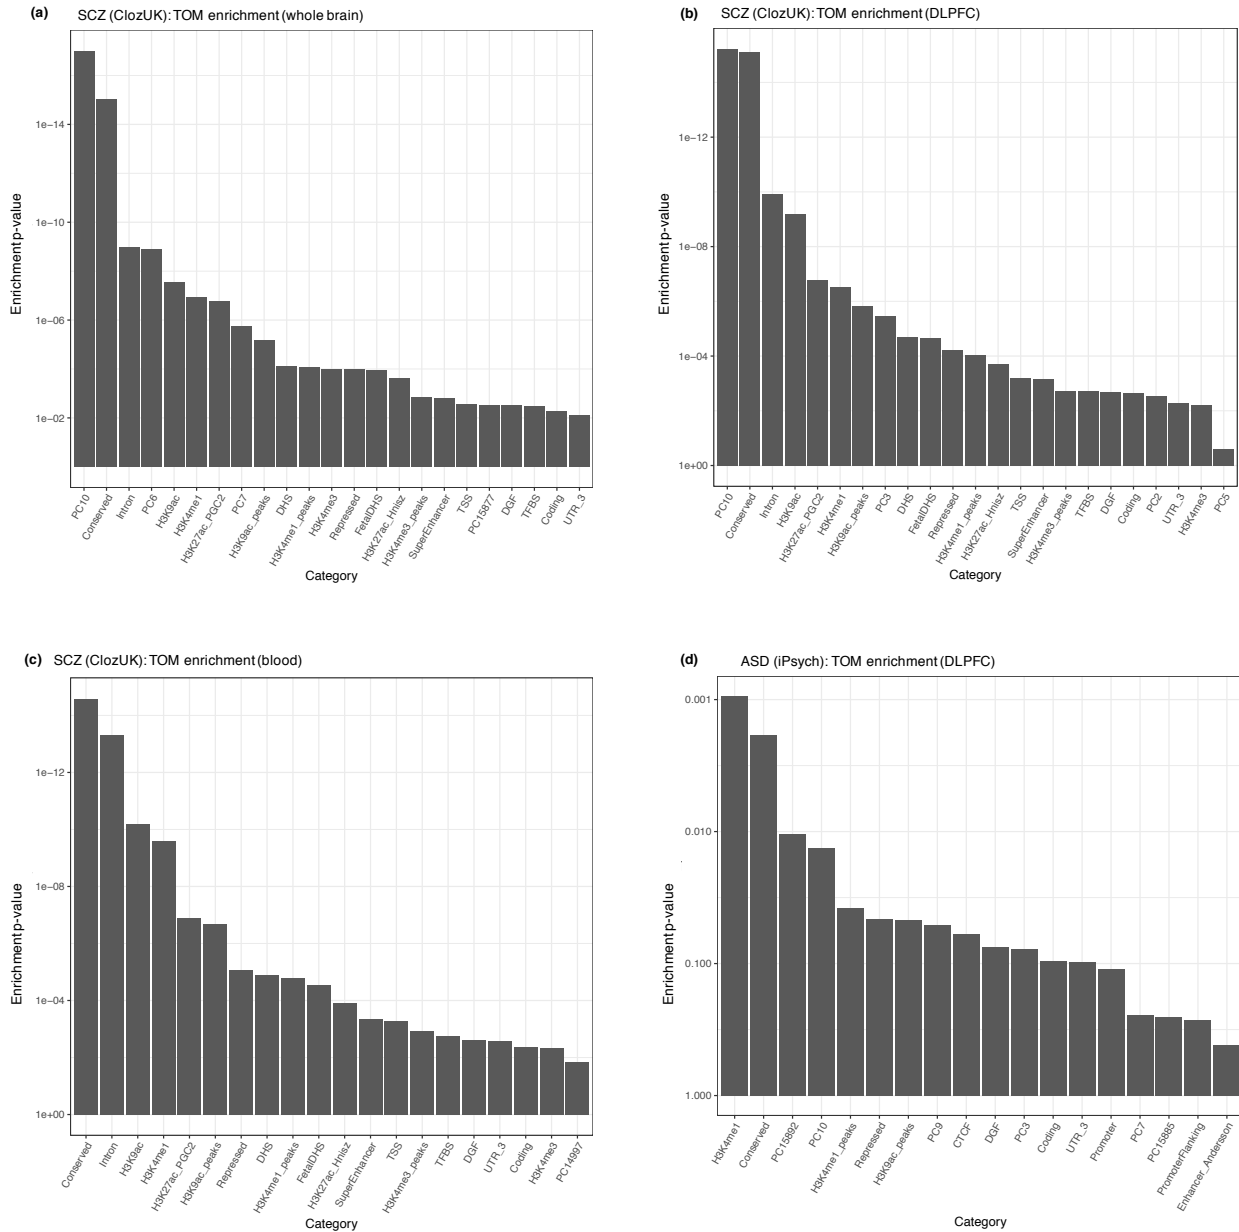 (a) SCZ (ClozUK): TOM enrichment (whole brain)
1e−14
1e−10
1e−06
1e−02
Enrichment p-value
PC10
Conserved
Intron
PC6
H3K9ac
H3K4me1
H3K27ac_PGC2
PC7
H3K9ac_peaks
DHS
H3K4me1_peaks
H3K4me3
Repressed
FetalDHS
H3K27ac_Hnisz
H3K4me3_peaks
SuperEnhancer
TSS
PC15877
DGF
TFBS
Coding
UTR_3
Category
(b) SCZ (ClozUK): TOM enrichment (DLPFC)
1e−12
1e−08
1e−04
1e+00
Enrichment p-value
PC10
Conserved
Intron
H3K9ac
H3K27ac_PGC2
H3K4me1
H3K9ac_peaks
PC3
DHS
FetalDHS
Repressed
H3K4me1_peaks
H3K27ac_Hnisz
TSS
SuperEnhancer
H3K4me3_peaks
TFBS
DGF
Coding
PC2
UTR_3
H3K4me3
PC5
Category
(c) SCZ (ClozUK): TOM enrichment (blood)
1e−12
1e−08
1e−04
1e+00
Enrichment p-value
Conserved
Intron
H3K9ac
H3K4me1
H3K27ac_PGC2
H3K9ac_peaks
Repressed
DHS
H3K4me1_peaks
FetalDHS
H3K27ac_Hnisz
SuperEnhancer
TSS
H3K4me3_peaks
TFBS
DGF
UTR_3
Coding
H3K4me3
PC14997
Category
(d) ASD (iPsych): TOM enrichment (DLPFC)
0.001
0.010
0.100
1.000
Enrichment p-value
H3K4me1
Conserved
PC15892
PC10
H3K4me1_peaks
Repressed
H3K9ac_peaks
PC9
CTCF
DGF
PC3
Coding
UTR_3
Promoter
PC7
PC15865
PromoterFlanking
Enhancer_Andersson
Category